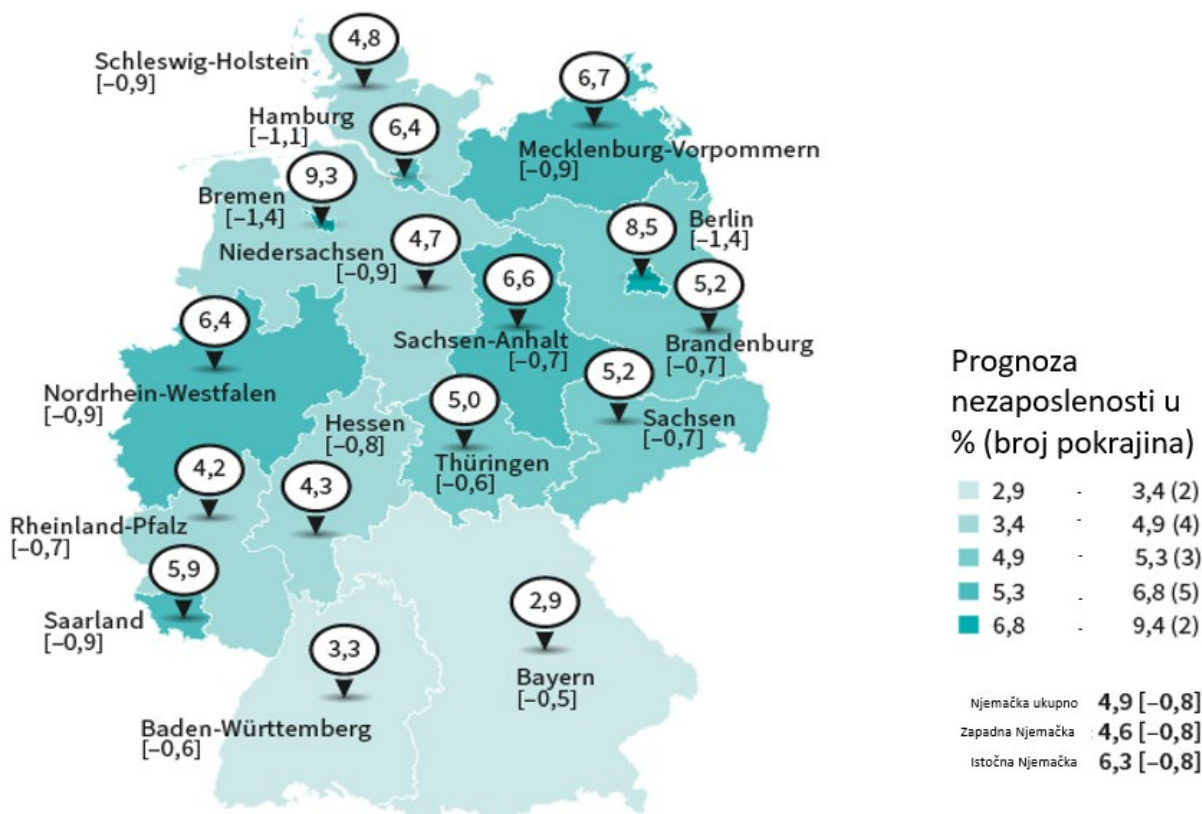 4,8
Schleswig-Holstein
[–0,9]
6,7
Hamburg
[–1,1]
6,4
Mecklenburg-Vorpommern
[–0,9]
9,3
Bremen
[–1,4]
Berlin
[–1,4]
8,5
4,7
Niedersachsen
[–0,9]
6,6
5,2
6,4
Sachsen-Anhalt
[–0,7]
Brandenburg
[–0,7]
Nordrhein-Westfalen
[–0,9]
5,2
5,0
Sachsen
[–0,7]
Hessen
[–0,8]
Thüringen
[–0,6]
4,2
4,3
Rheinland-Pfalz
[–0,7]
5,9
Saarland
[–0,9]
2,9
3,3
Bayern
[–0,5]
Baden-Württemberg
[–0,6]
Prognoza
nezaposlenosti u
% (broj pokrajina)
2,9 - 3,4 (2)
3,4 - 4,9 (4)
4,9 - 5,3 (3)
5,3 - 6,8 (5)
6,8 - 9,4 (2)
Njemačka ukupno 4,9 [–0,8]
Zapadna Njemačka 4,6 [–0,8]
Istočna Njemačka 6,3 [–0,8]